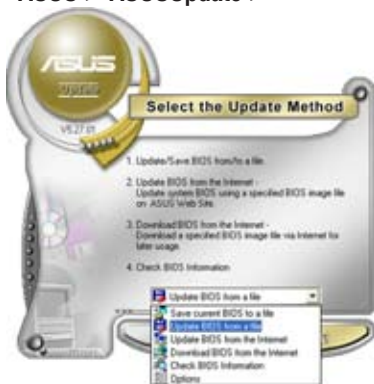 ASUS
Update
V5.27.01
Select the Update Method
1. Update/Save BIOS from/to a file.
2. Update BIOS from the Internet -
Update system BIOS using a specified BIOS image file
on ASUS Web Site.
3. Download BIOS from the Internet -
Download a specified BIOS image file via Internet for
later usage.
4. Check BIOS Information
Update BIOS from a file
Save current BIOS to a file
Update BIOS from a file
Update BIOS from the Internet
Download BIOS from the Internet
Check BIOS Information
Options